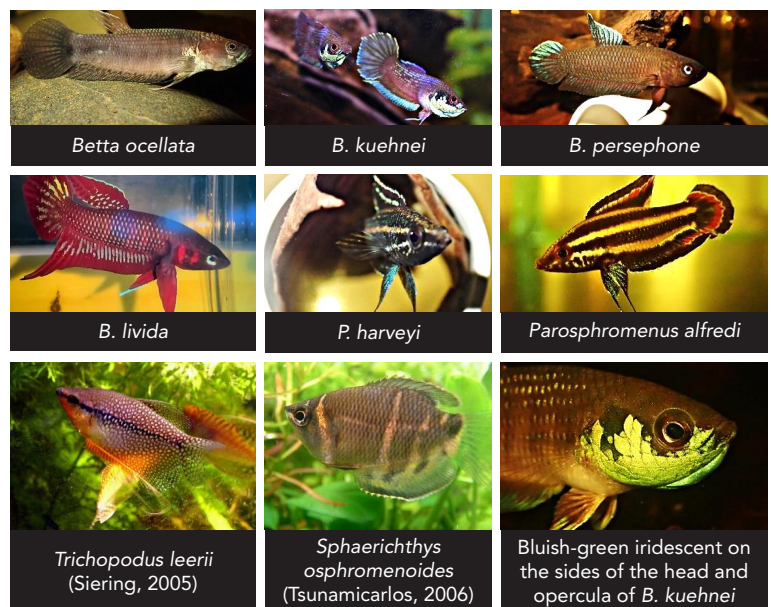 Betta ocellata
B. kuehnei
B. persephone
B. livida
P. harveyi
Parosphromenus alfredi
Trichopodus leerii
(Siering, 2005)
Sphaerichthys
osphromenoides
(Tsunamicarlos, 2006)
Bluish-green iridescent on
the sides of the head and
opercula of B. kuehnei